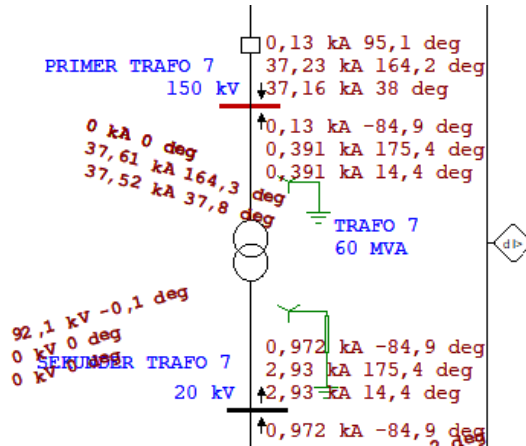 0,13 kA 95,1 deg
PRIMER TRAFO 7
37,23 kA 164,2 deg
150 kV
37,16 kA 38 deg
0 kA 0 deg
37,61 kA 164,3 deg
37,52 kA 37,8 deg
0,13 kA -84,9 deg
0,391 kA 175,4 deg
0,391 kA 14,4 deg
TRAFO 7
60 MVA
dI>
92,1 kV -0,1 deg
0 kV 0 deg
0 kV 0 deg
SEKUNDER TRAFO 7
20 kV
0,972 kA -84,9 deg
2,93 kA 175,4 deg
2,93 kA 14,4 deg
0,972 kA -84,9 deg
deg